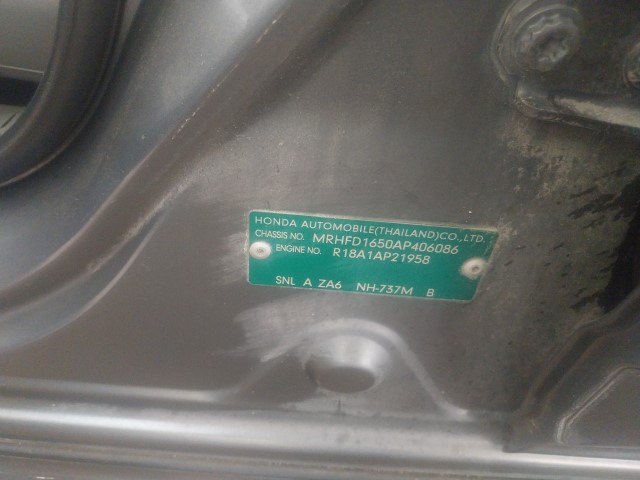 HONDA AUTOMOBILE(THAILAND)CO.,LTD.
CHASSIS NO. MRHFD1650AP406086
ENGINE NO. R18A1AP21958
SNL A ZA6 NH-737M B